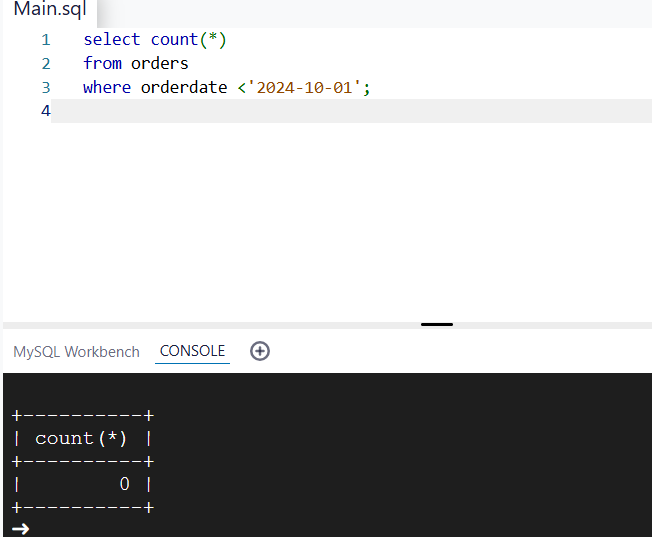 Main.sql
1 select count(*)
2 from orders
3 where orderdate <'2024-10-01';
4
MySQL Workbench CONSOLE
+----------+
| count(*) |
+----------+
|        0 |
+----------+
➜